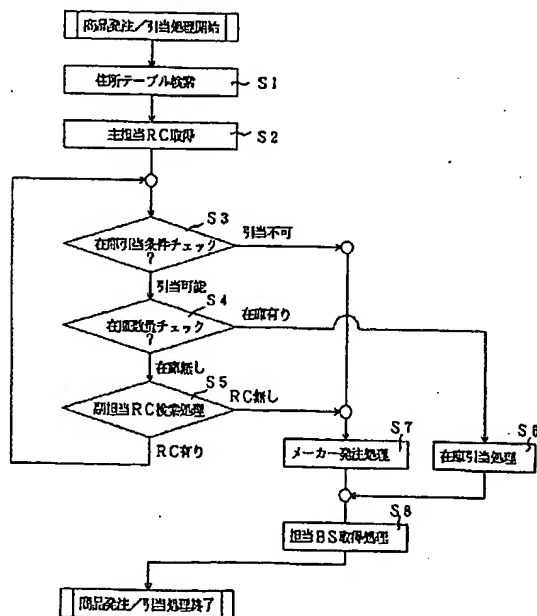 商品発注/引当処理開始
住所テーブル検索
S1
主担当RC取得
S2
S3
在庫引当条件チェック
?
引当不可
引当可能
S4
在庫数量チェック
?
在庫有り
在庫無し
S5
副担当RC検索処理
RC無し
RC有り
S7
メーカー発注処理
S6
在庫引当処理
S8
担当BS取得処理
商品発注/引当処理終了